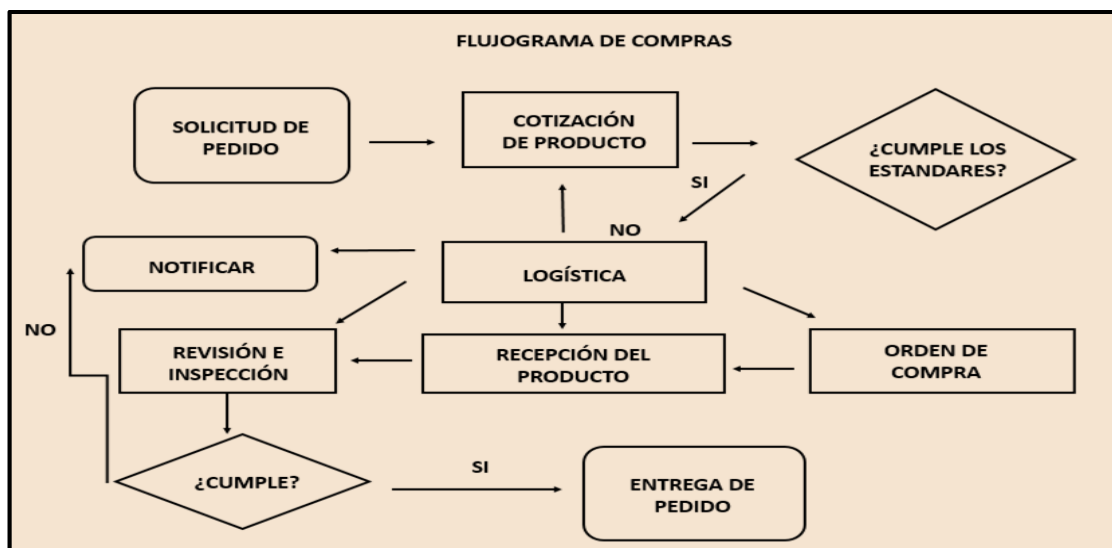 FLUJOGRAMA DE COMPRAS
SOLICITUD DE
PEDIDO
COTIZACIÓN
DE PRODUCTO
¿CUMPLE LOS
ESTANDARES?
SI
NO
NOTIFICAR
LOGÍSTICA
NO
REVISIÓN E
INSPECCIÓN
RECEPCIÓN DEL
PRODUCTO
ORDEN DE
COMPRA
¿CUMPLE?
SI
ENTREGA DE
PEDIDO